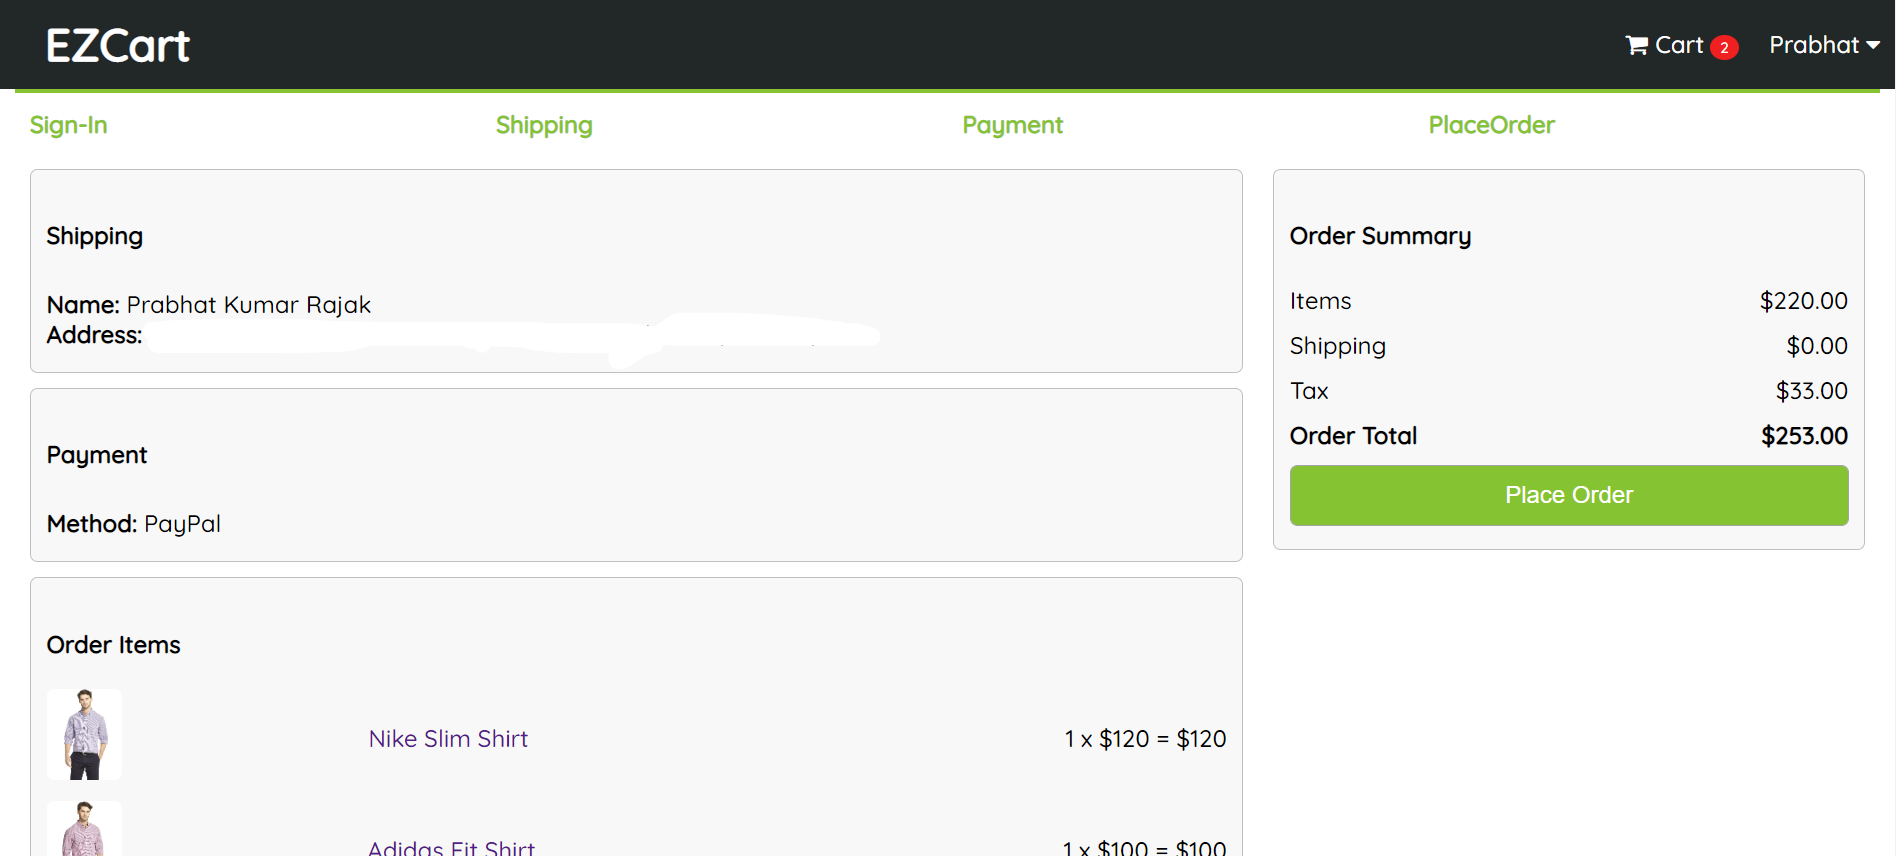 EZCart
Cart 2
Prabhat
Sign-In
Shipping
Payment
PlaceOrder
Shipping
Name: Prabhat Kumar Rajak
Address:
Payment
Method: PayPal
Order Items
Nike Slim Shirt
1 x $120 = $120
Adidas Fit Shirt
1 x $100 = $100
Order Summary
Items $220.00
Shipping $0.00
Tax $33.00
Order Total $253.00
Place Order